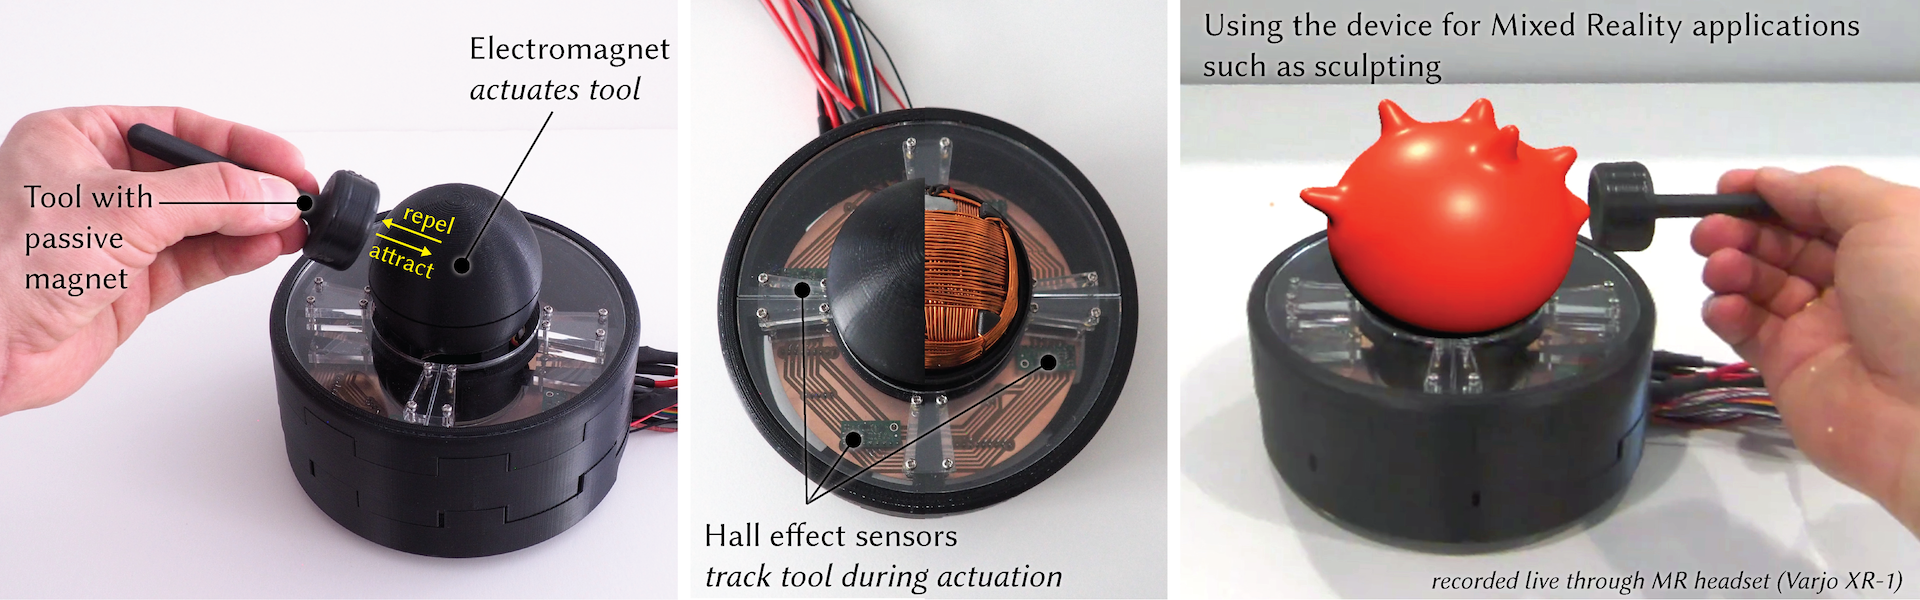 Electromagnet
actuates tool
Tool with
passive
magnet
repel
attract
Hall effect sensors
track tool during actuation
Using the device for Mixed Reality applications
such as sculpting
recorded live through MR headset (Varjo XR-1)